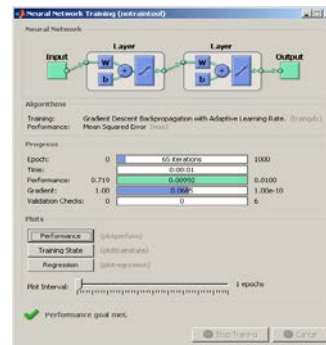 Neural Network Training (nntraintool)
Neural Network
Layer
Layer
Input
Output
W
b
+
W
b
+
Algorithms
Training: Gradient Descent Backpropagation with Adaptive Learning Rate. (traingdx)
Performance: Mean Squared Error (mse)
Progress
Epoch: 0 65 iterations 1000
Time: 0:00:01
Performance: 0.719 0.00992 0.0100
Gradient: 1.00 0.0685 1.00e-10
Validation Checks: 0 0 6
Plots
Performance (plotperform)
Training State (plottrainstate)
Regression (plotregression)
Plot Interval: 1 epochs
Performance goal met.
Stop Training
Cancel